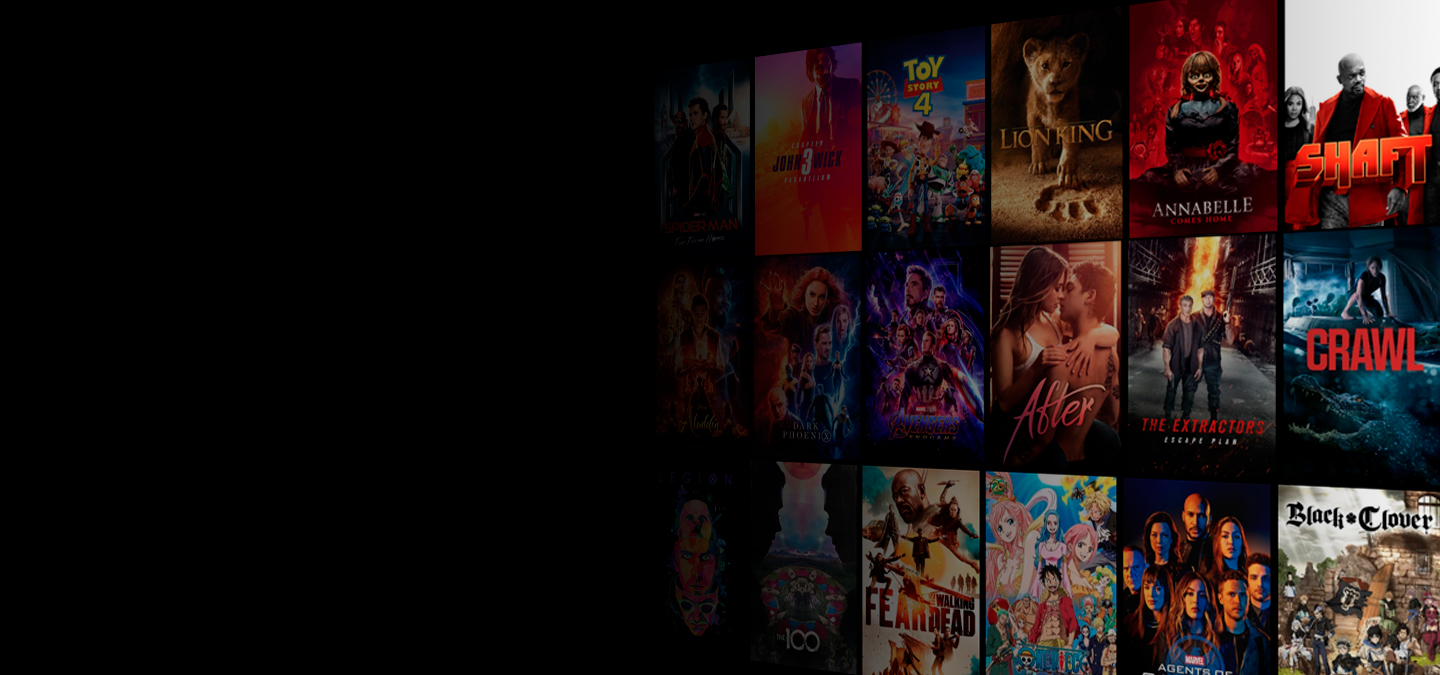 SPIDER-MAN
Far From Home
CHAPTER
JOHN 3 WICK
PARABELLUM
TOY
STORY
4
LION KING
ANNABELLE
COMES HOME
SHAFT
Aladdin
DARK
PHOENIX
AVENGERS
ENDGAME
After
THE EXTRACTORS
ESCAPE PLAN
CRAWL
LEGION
THE 100
FEAR
WALKING
DEAD
ONE PIECE
MARVEL
AGENTS OF
Black Clover